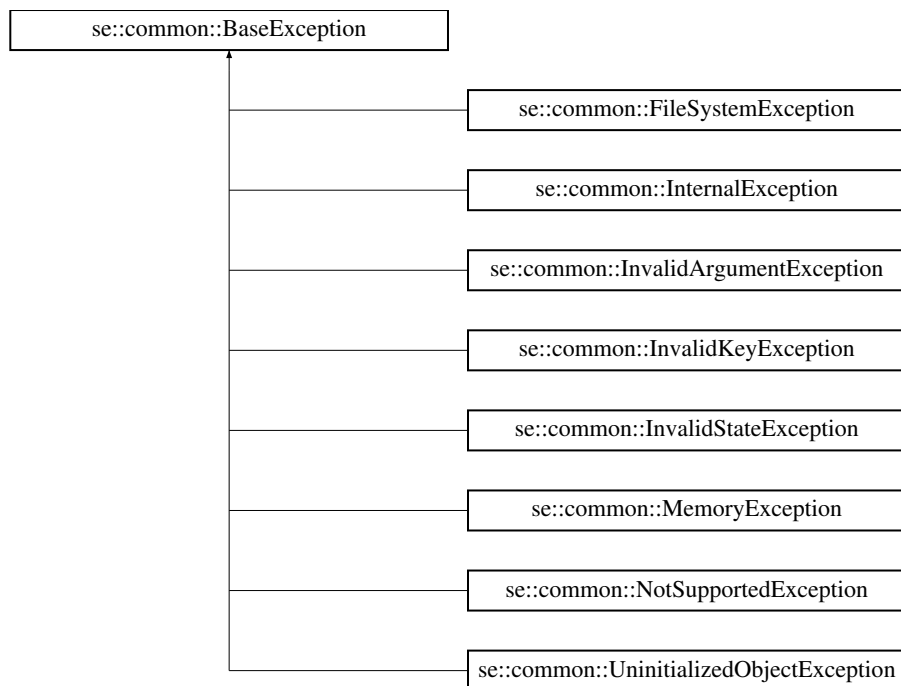 se::common::BaseException
se::common::FileSystemException
se::common::InternalException
se::common::InvalidArgumentException
se::common::InvalidKeyException
se::common::InvalidStateException
se::common::MemoryException
se::common::NotSupportedException
se::common::UninitializedObjectException